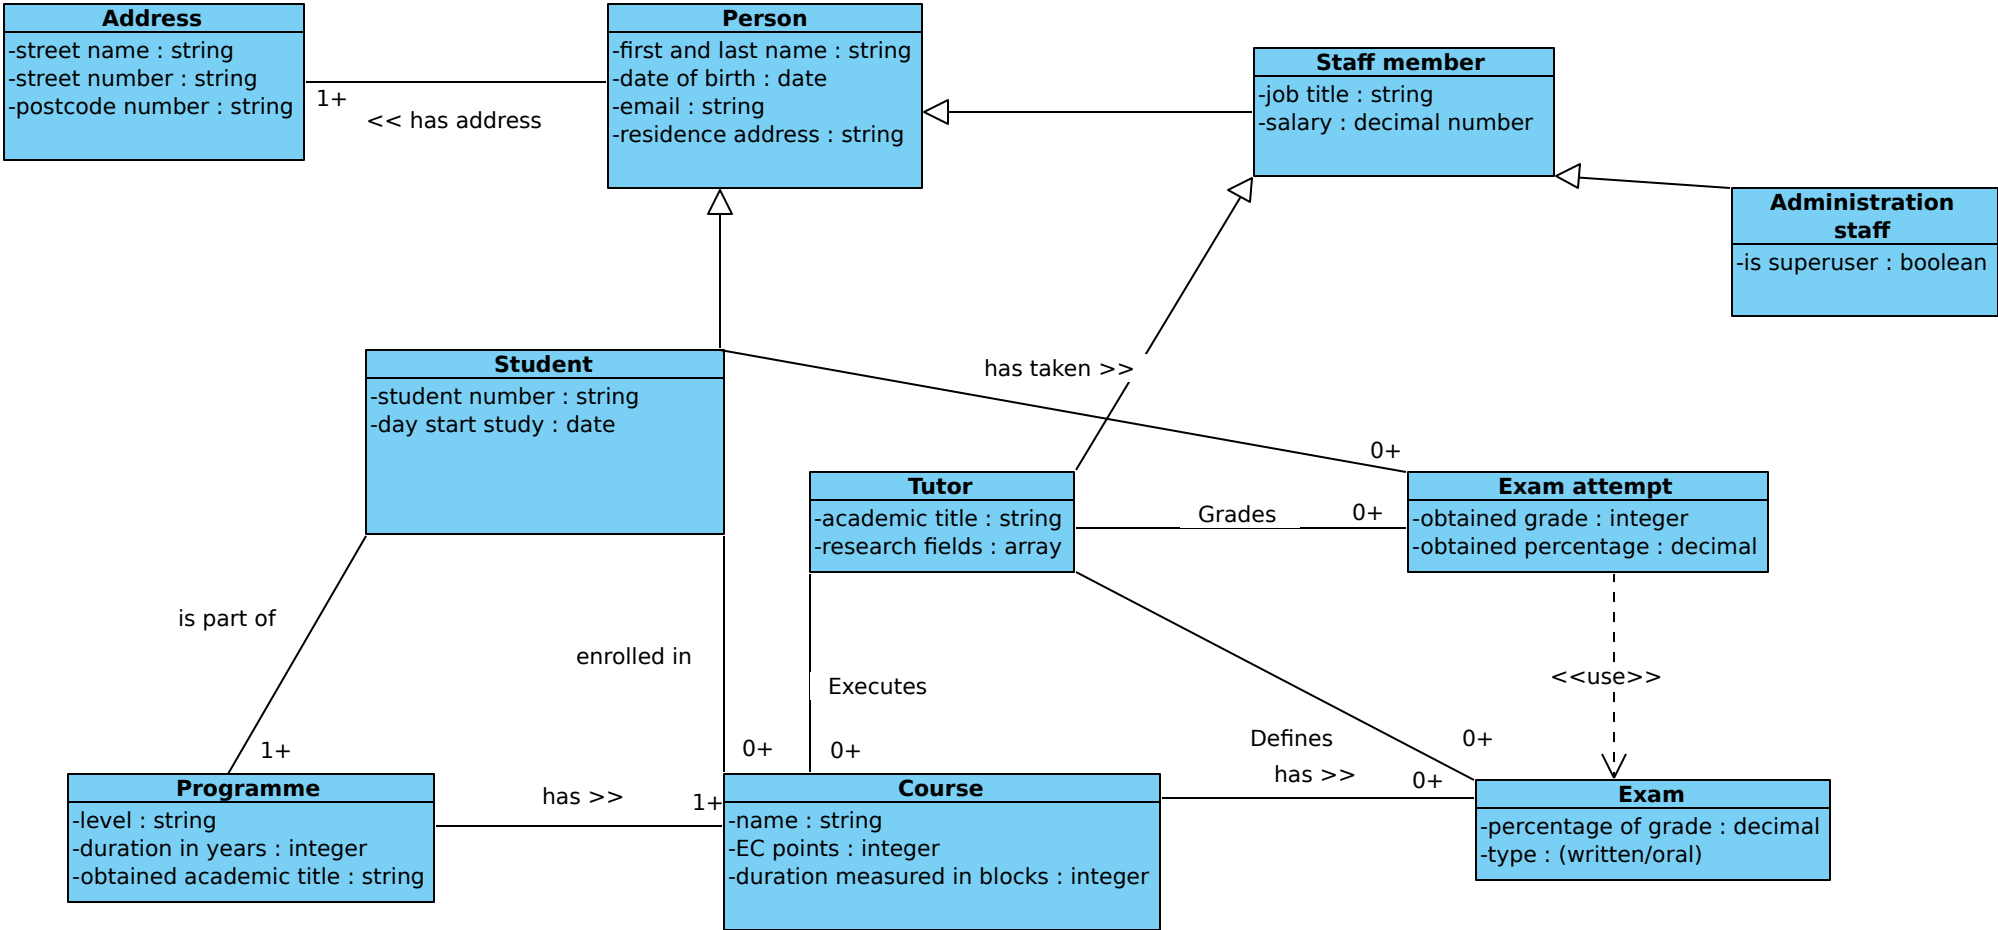 Address
-street name : string
-street number : string
-postcode number : string
1+
<< has address
Person
-first and last name : string
-date of birth : date
-email : string
-residence address : string
Staff member
-job title : string
-salary : decimal number
Administration
staff
-is superuser : boolean
Student
-student number : string
-day start study : date
has taken >>
0+
Tutor
-academic title : string
-research fields : array
Grades
0+
Exam attempt
-obtained grade : integer
-obtained percentage : decimal
is part of
1+
enrolled in
0+
Executes
0+
<<use>>
Defines
0+
has >>
0+
Programme
-level : string
-duration in years : integer
-obtained academic title : string
has >>
1+
Course
-name : string
-EC points : integer
-duration measured in blocks : integer
Exam
-percentage of grade : decimal
-type : (written/oral)